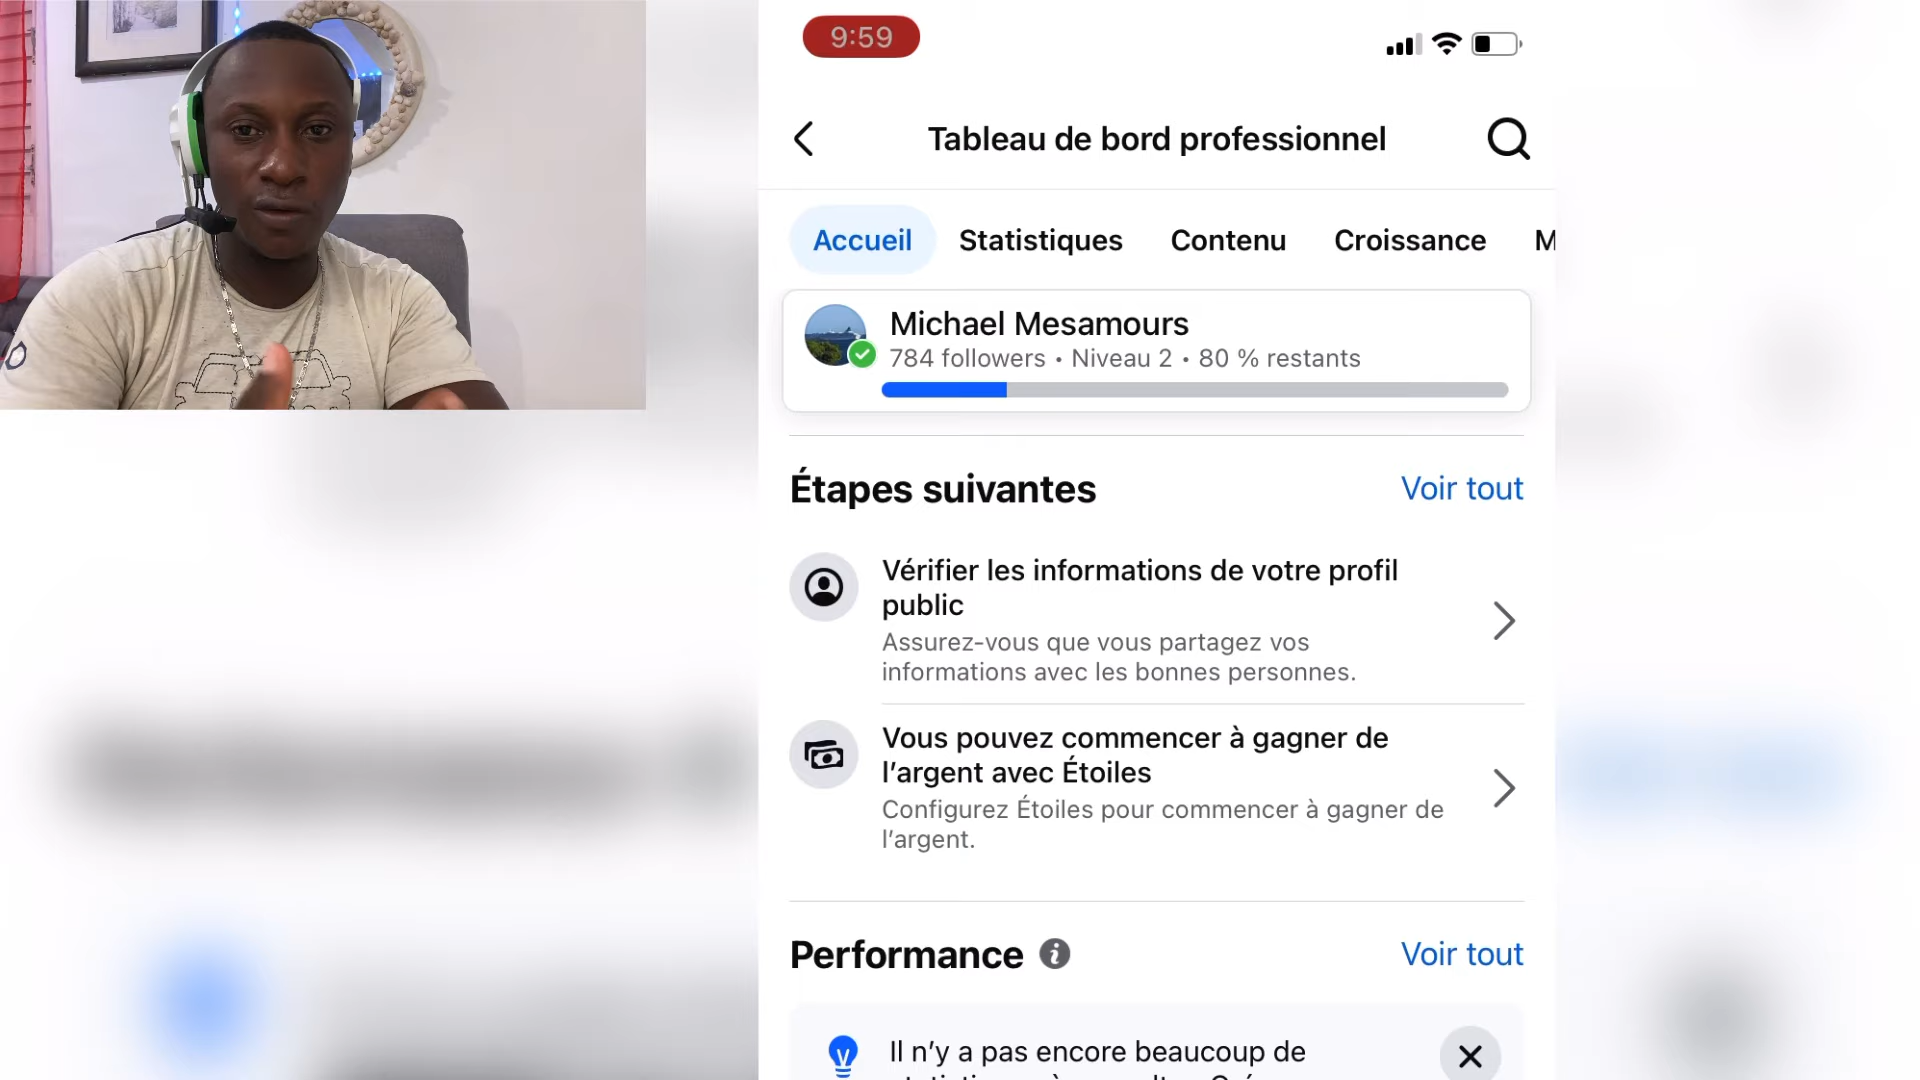 9:59
Tableau de bord professionnel
Accueil Statistiques Contenu Croissance M
Michael Mesamours
784 followers • Niveau 2 • 80 % restants
Étapes suivantes Voir tout
Vérifier les informations de votre profil
public
Assurez-vous que vous partagez vos
informations avec les bonnes personnes.
Vous pouvez commencer à gagner de
l’argent avec Étoiles
Configurez Étoiles pour commencer à gagner de
l’argent.
Performance Voir tout
Il n’y a pas encore beaucoup de